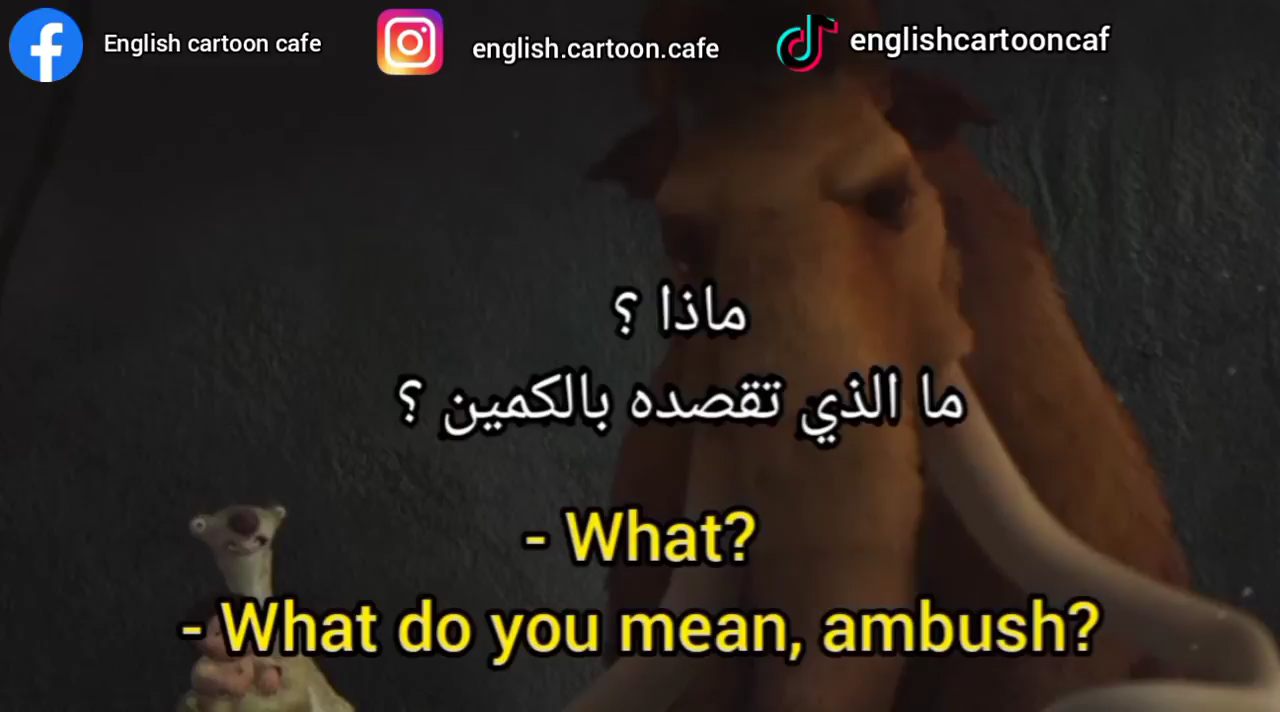 English cartoon cafe
english.cartoon.cafe
englishcartooncaf
ماذا ؟
ما الذي تقصده بالكمين ؟
- What?
- What do you mean, ambush?